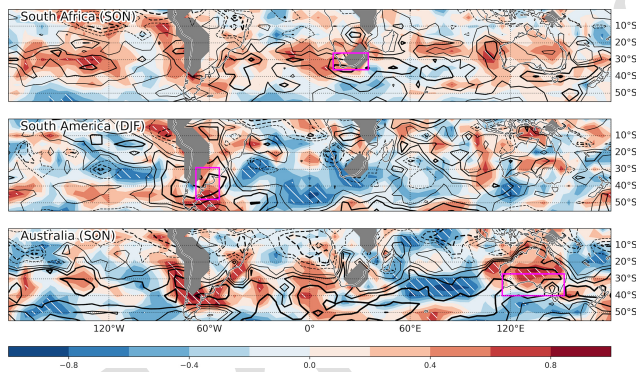 South Africa (SON)
10°S
20°S
30°S
40°S
50°S
South America (DJF)
10°S
20°S
30°S
40°S
50°S
Australia (SON)
10°S
20°S
30°S
40°S
50°S
120°W 60°W 0° 60°E 120°E
−0.8 −0.4 0.0 0.4 0.8